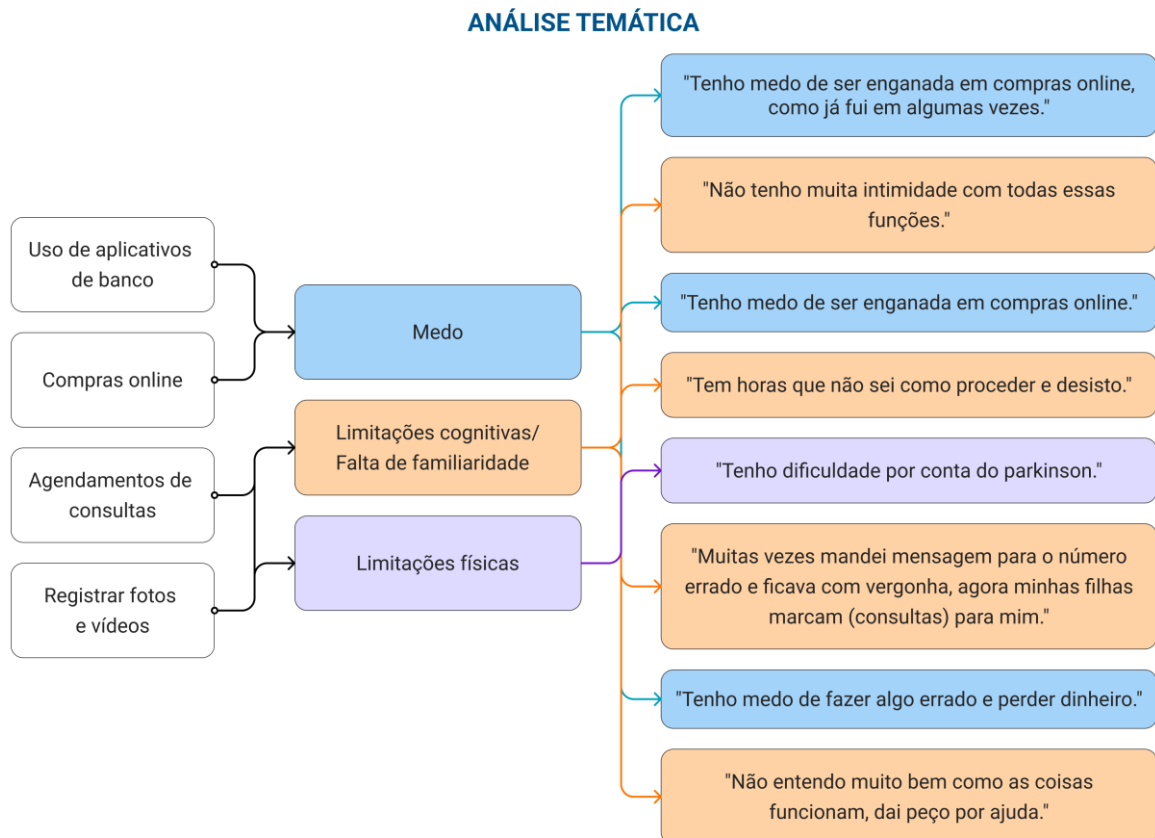 ANÁLISE TEMÁTICA
Uso de aplicativos
de banco
Compras online
Agendamentos de
consultas
Registrar fotos
e vídeos
Medo
Limitações cognitivas/
Falta de familiaridade
Limitações físicas
"Tenho medo de ser enganada em compras online,
como já fui em algumas vezes."
"Não tenho muita intimidade com todas essas
funções."
"Tenho medo de ser enganada em compras online."
"Tem horas que não sei como proceder e desisto."
"Tenho dificuldade por conta do parkinson."
"Muitas vezes mandei mensagem para o número
errado e ficava com vergonha, agora minhas filhas
marcam (consultas) para mim."
"Tenho medo de fazer algo errado e perder dinheiro."
"Não entendo muito bem como as coisas
funcionam, dai peço por ajuda."